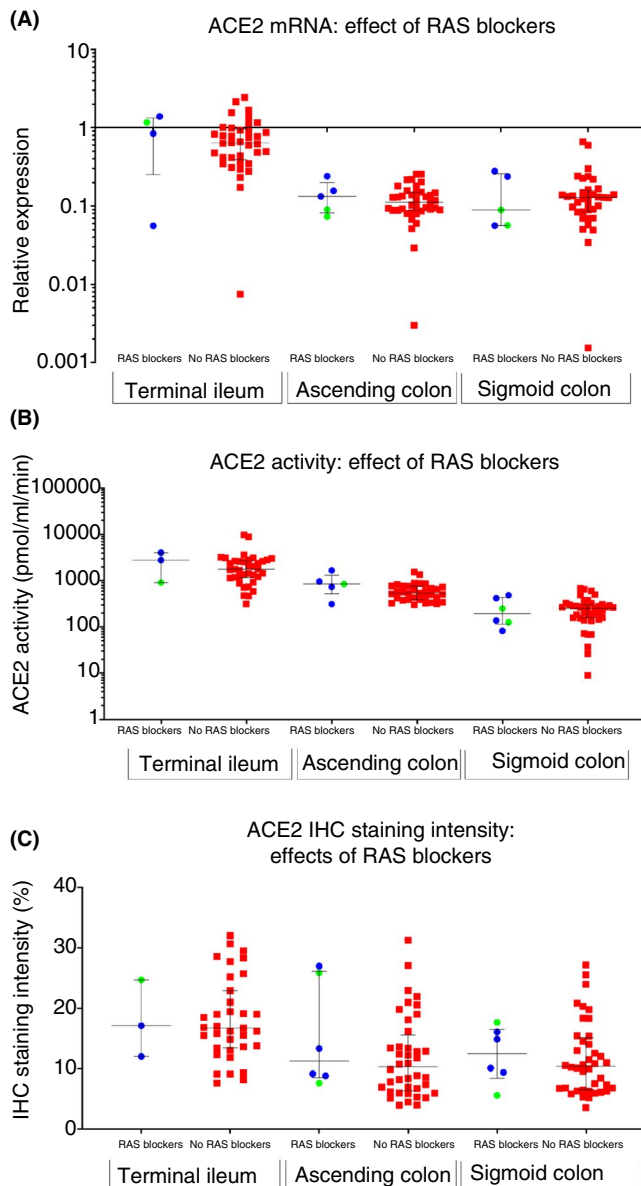 (A)
ACE2 mRNA: effect of RAS blockers
Relative expression
10
1
0.1
0.01
0.001
RAS blockers No RAS blockers RAS blockers No RAS blockers RAS blockers No RAS blockers
Terminal ileum Ascending colon Sigmoid colon
(B)
ACE2 activity: effect of RAS blockers
ACE2 activity (pmol/ml/min)
100000
10000
1000
100
10
1
RAS blockers No RAS blockers RAS blockers No RAS blockers RAS blockers No RAS blockers
Terminal ileum Ascending colon Sigmoid colon
(C)
ACE2 IHC staining intensity:
effects of RAS blockers
IHC staining intensity (%)
40
30
20
10
0
RAS blockers No RAS blockers RAS blockers No RAS blockers RAS blockers No RAS blockers
Terminal ileum Ascending colon Sigmoid colon